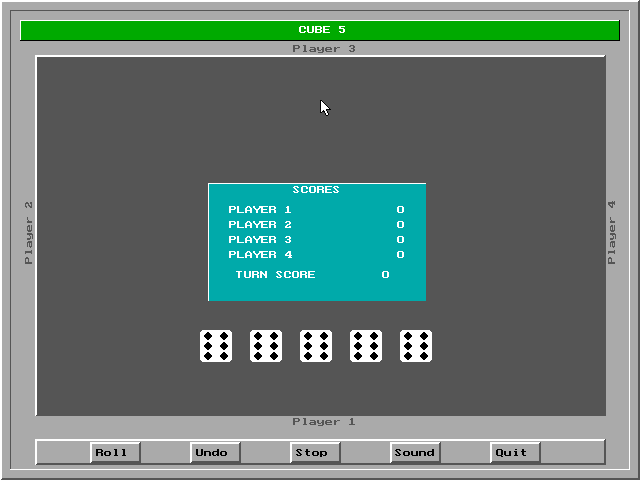 CUBE 5
Player 3
Player 2
Player 4
SCORES
PLAYER 1 0
PLAYER 2 0
PLAYER 3 0
PLAYER 4 0
TURN SCORE 0
Player 1
Roll Undo Stop Sound Quit